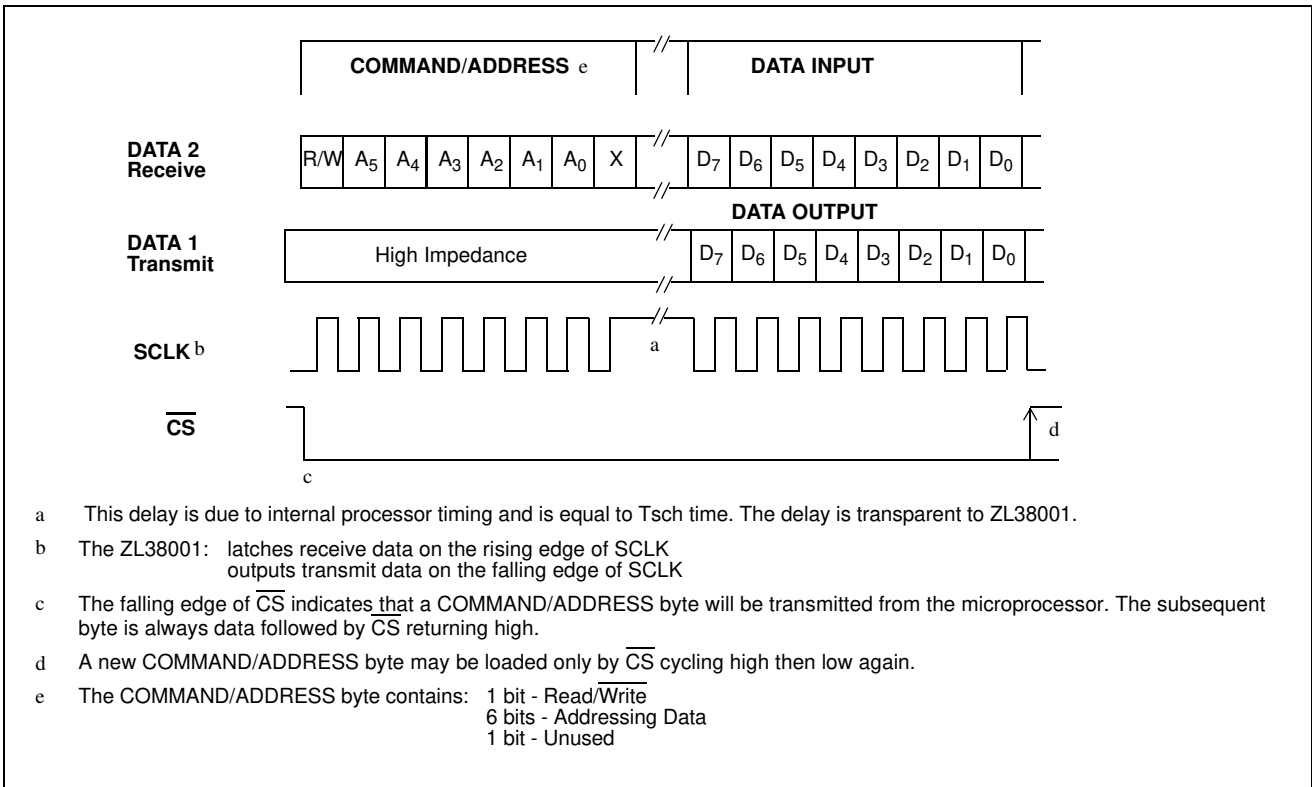 COMMAND/ADDRESS e
DATA INPUT
DATA 2
Receive
R/W A5 A4 A3 A2 A1 A0 X
D7 D6 D5 D4 D3 D2 D1 D0
DATA OUTPUT
DATA 1
Transmit
High Impedance
D7 D6 D5 D4 D3 D2 D1 D0
SCLK b
a
CS
d
c
a This delay is due to internal processor timing and is equal to Tsch time. The delay is transparent to ZL38001.
b The ZL38001: latches receive data on the rising edge of SCLK
outputs transmit data on the falling edge of SCLK
c The falling edge of CS indicates that a COMMAND/ADDRESS byte will be transmitted from the microprocessor. The subsequent
byte is always data followed by CS returning high.
d A new COMMAND/ADDRESS byte may be loaded only by CS cycling high then low again.
e The COMMAND/ADDRESS byte contains: 1 bit - Read/Write
6 bits - Addressing Data
1 bit - Unused